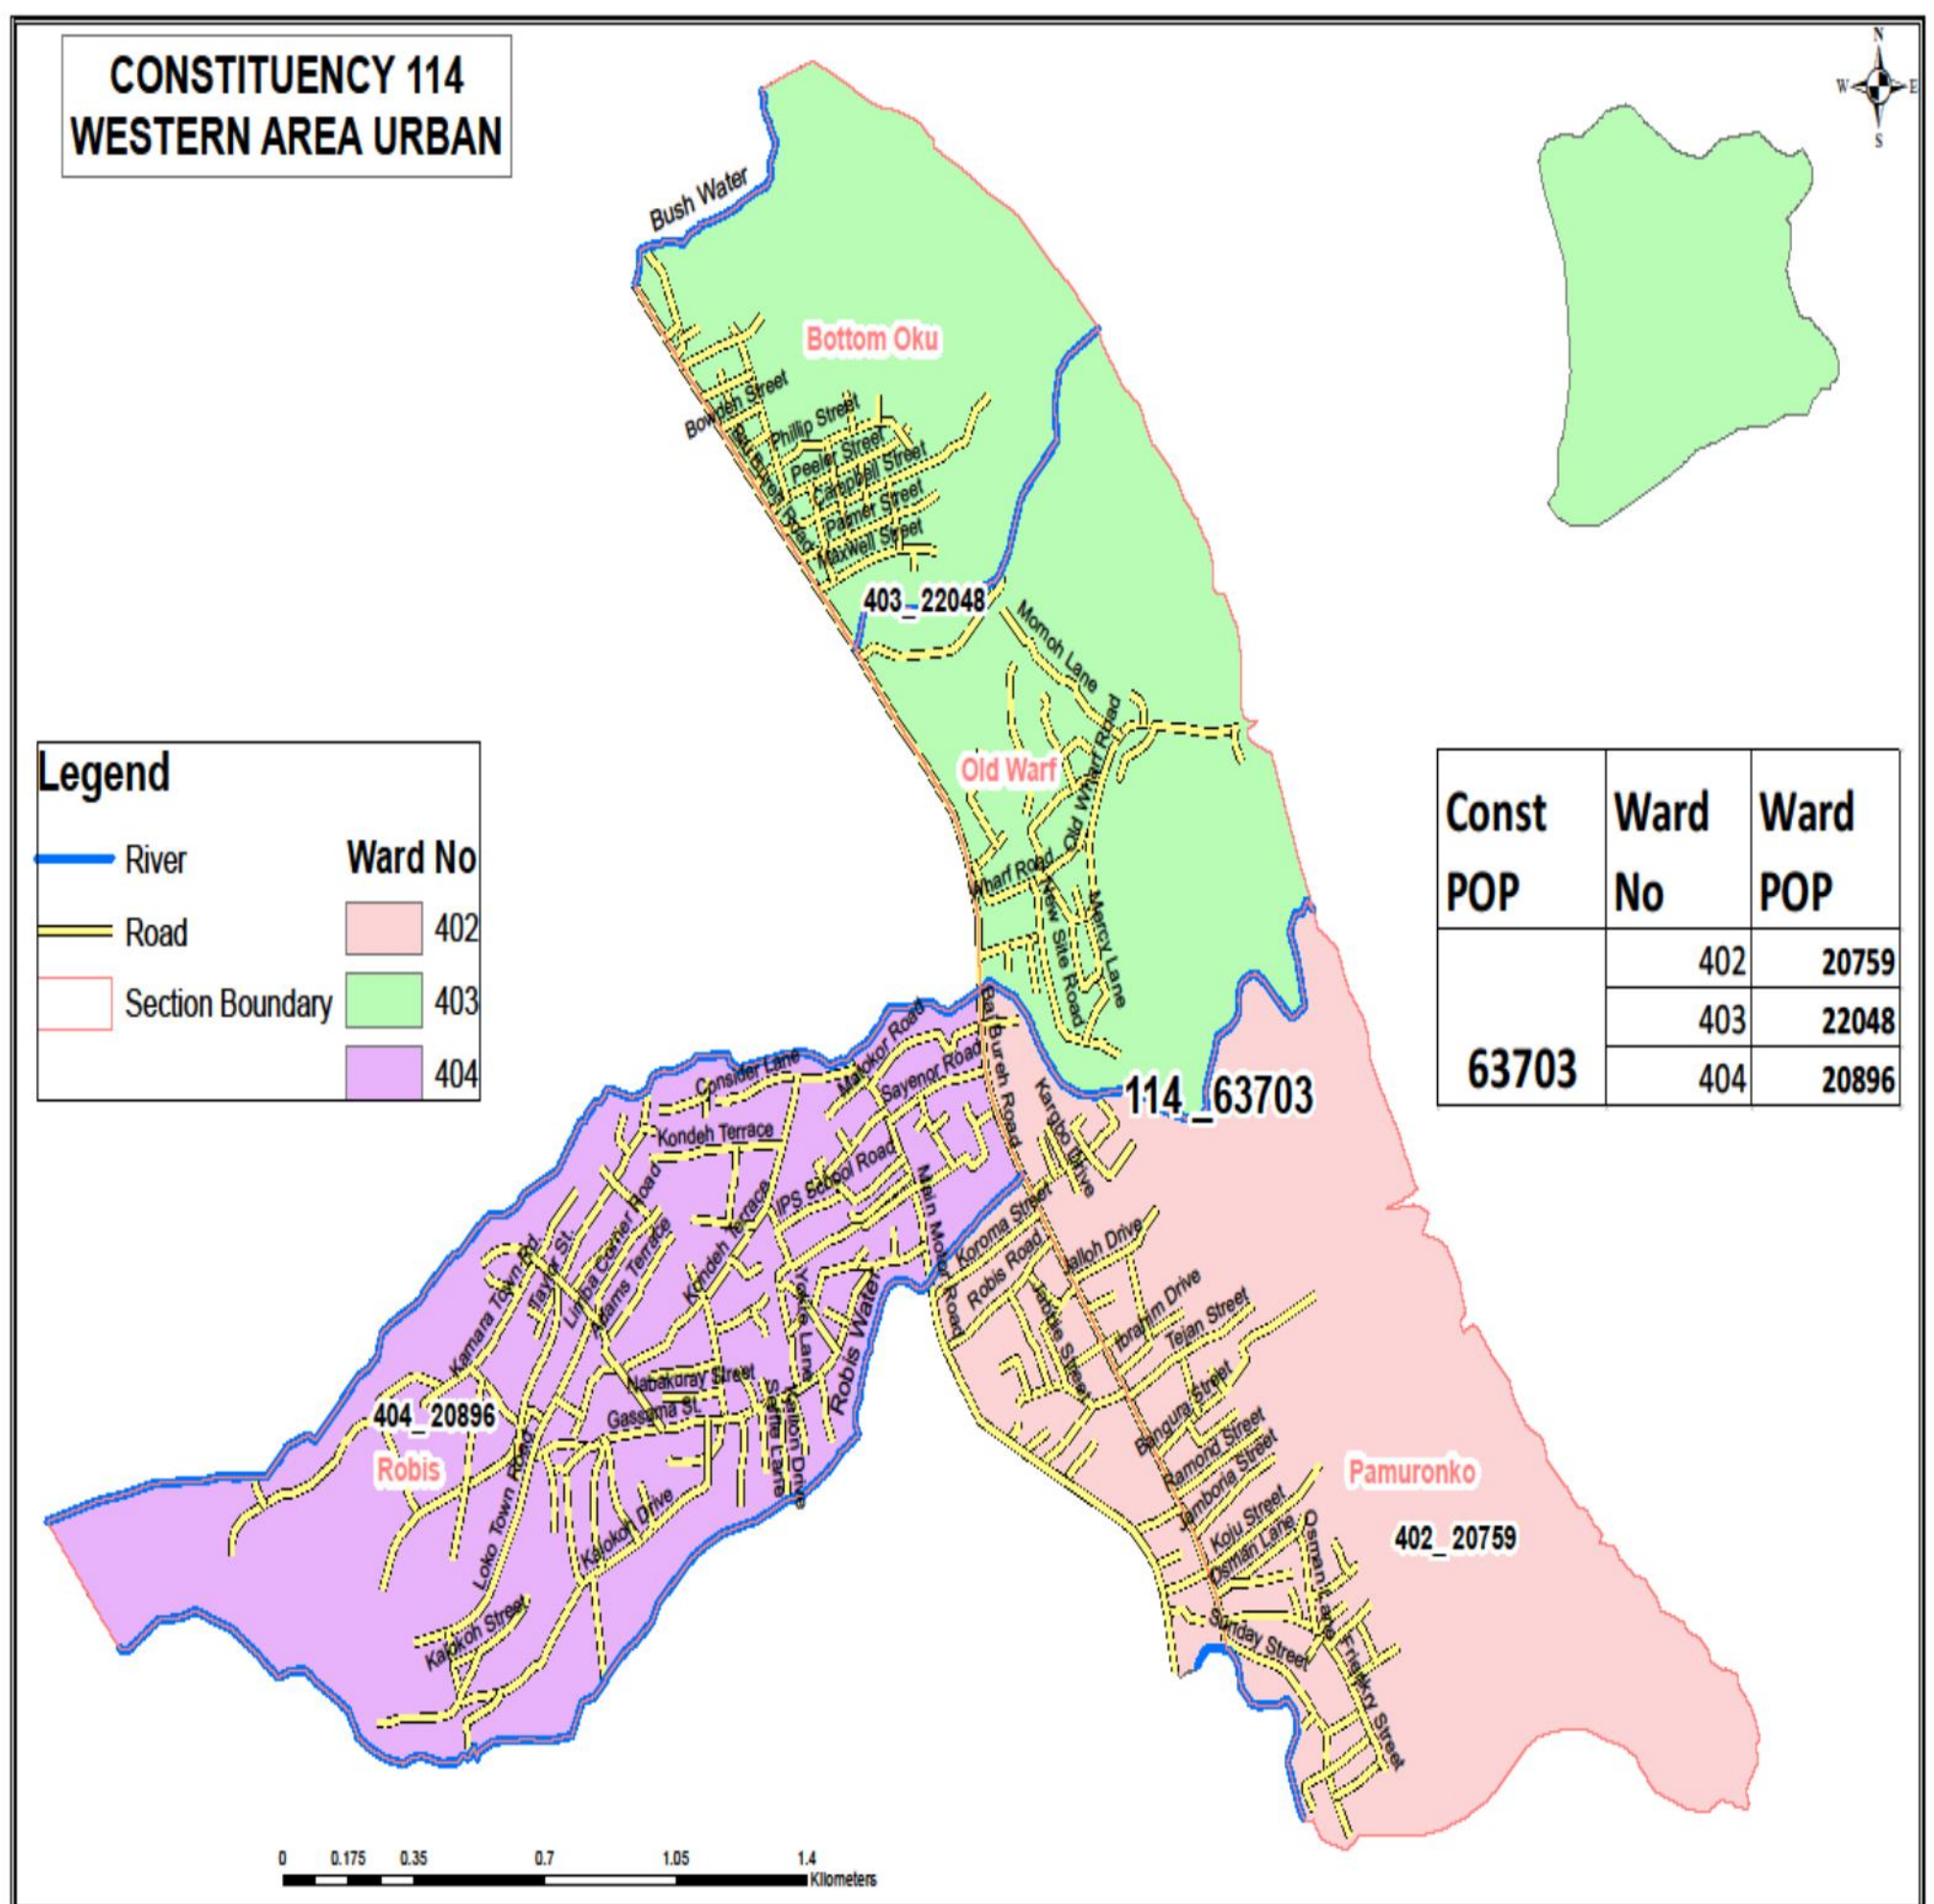 CONSTITUENCY 114
WESTERN AREA URBAN
N
W
E
S
Bush Water
Bottom Oku
Bowden Street
Phillip Street
Peeler Street
Campbell Street
Palmer Street
Maxwell Street
Bai Bureh Road
403_22048
Momoh Lane
Old Warf
Old Wharf Road
Wharf Road
New Site Road
Mercy Lane
Legend
River
Road
Section Boundary
Ward No
402
403
404
Const POP
Ward No
Ward POP
63703
402 20759
403 22048
404 20896
114_63703
Bai Bureh Road
Kargbo Drive
Malokor Road
Sayenor Road
Consider Lane
Kondeh Terrace
IPS School Road
Main Motor Road
Kondeh Terrace
Limba Corner Road
Adams Terrace
Taylor St.
Kamara Town Rd.
Koroma Street
Robis Road
Jalloh Drive
Ibrahim Drive
Tejan Street
Bangura Street
Ramond Street
Jamboria Street
Koju Street
Osman Lane
Osman Lane
Sunday Street
Robis Water
Nabakoray Street
Gassama St.
404_20896
Robis
Loko Town Road
Kalokoh Drive
Kalokoh Street
Pamuronko
402_20759
0 0.175 0.35 0.7 1.05 1.4
Kilometers